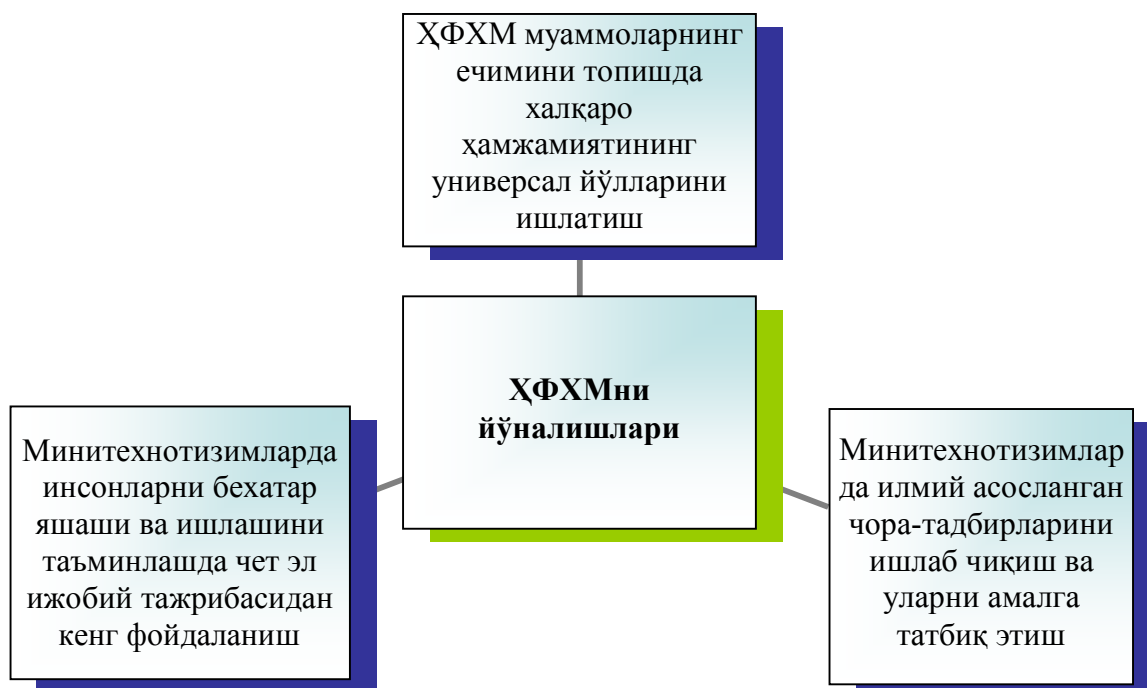 ҲФХМ муаммоларнинг
ечимини топишда
халқаро
ҳамжамиятининг
универсал йўлларини
ишлатиш
ҲФХМни
йўналишлари
Минитехнотизимларда
инсонларни бехатар
яшаши ва ишлашини
таъминлашда чет эл
ижобий тажрибасидан
кенг фойдаланиш
Минитехнотизимлар
да илмий асосланган
чора-тадбирларини
ишлаб чиқиш ва
уларни амалга
татбиқ этиш